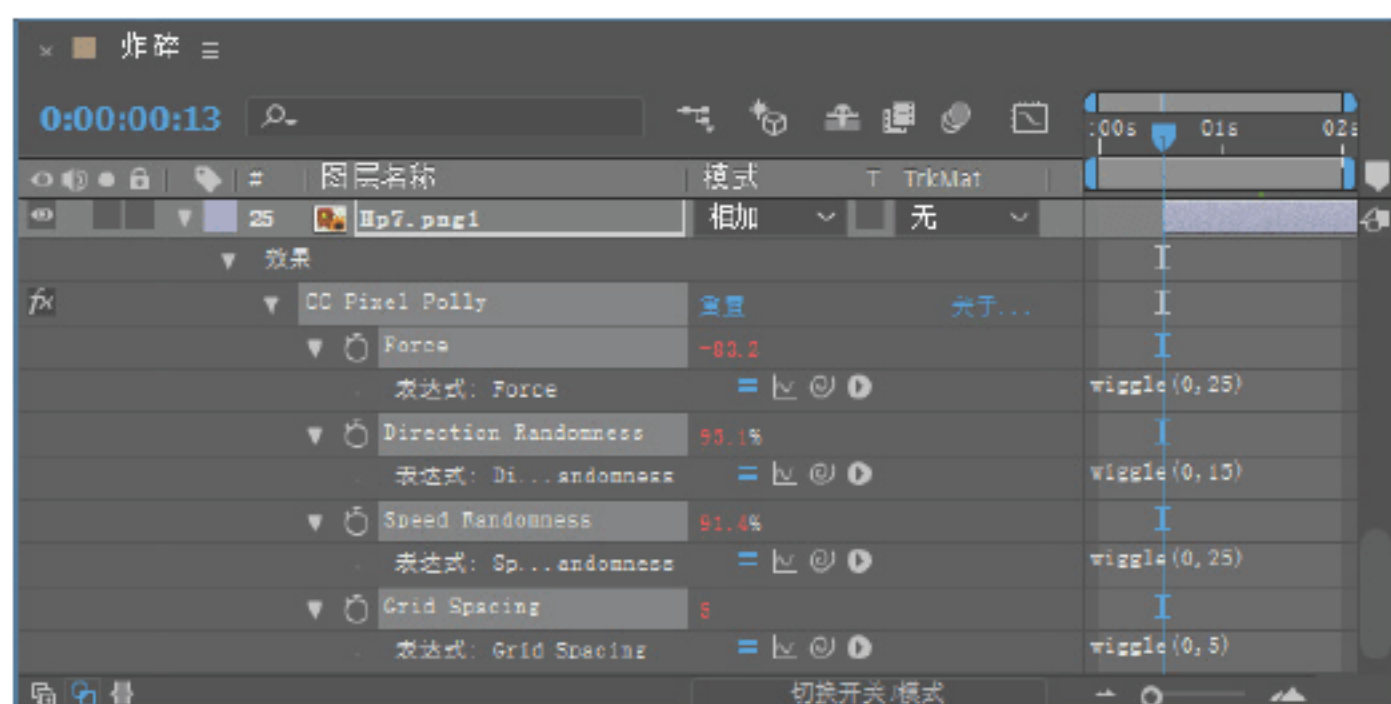 炸碎
0:00:00:13
:00s 01s 02s
# 图层名称 模式 T TrkMat
25 Hp7.png1 相加 无
效果
fx CC Pixel Polly 重置 关于...
Force -83.2
表达式: Force wiggle(0,25)
Direction Randomness 95.1%
表达式: Di...andomness wiggle(0,15)
Speed Randomness 91.4%
表达式: Sp...andomness wiggle(0,25)
Grid Spacing 5
表达式: Grid Spacing wiggle(0,5)
切换开关/模式